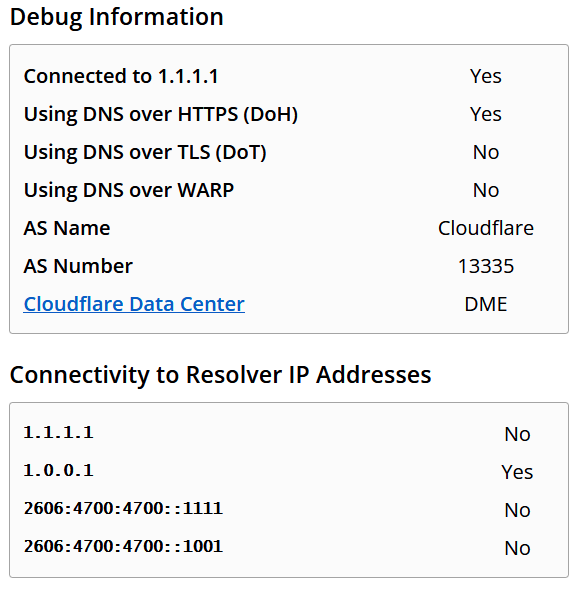 Debug Information
Connected to 1.1.1.1 Yes
Using DNS over HTTPS (DoH) Yes
Using DNS over TLS (DoT) No
Using DNS over WARP No
AS Name Cloudflare
AS Number 13335
Cloudflare Data Center DME
Connectivity to Resolver IP Addresses
1.1.1.1 No
1.0.0.1 Yes
2606:4700:4700::1111 No
2606:4700:4700::1001 No